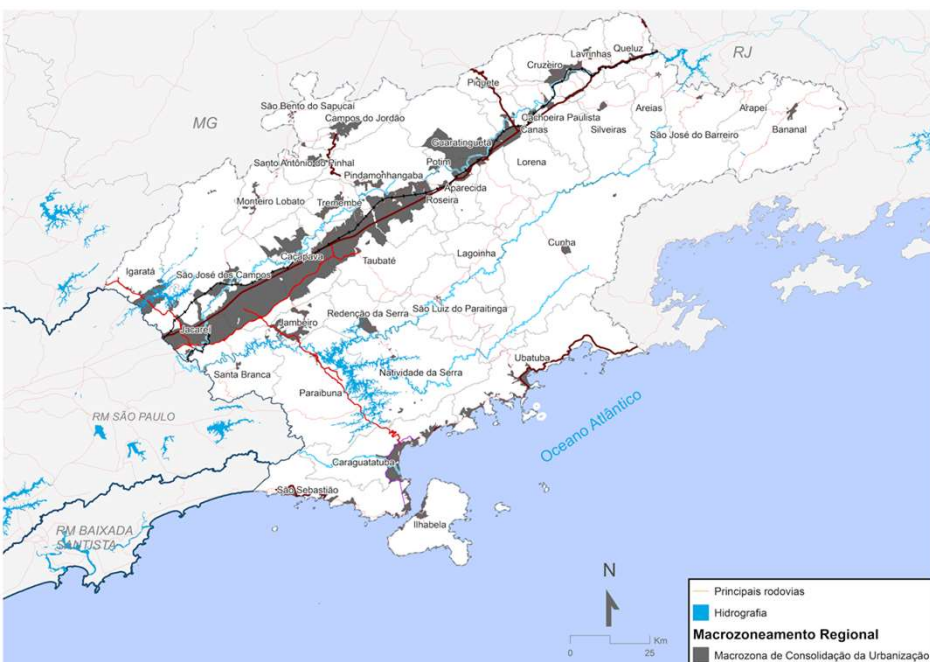 RJ
Queluz
Lavrinhas
Cruzeiro
Piquete
São Bento do Sapucaí
Campos do Jordão
MG
Cachoeira Paulista
Canas
Areias
Arapeí
Silveiras
São José do Barreiro
Bananal
Guaratinguetá
Santo Antônio do Pinhal
Potim
Lorena
Pindamonhangaba
Aparecida
Roseira
Monteiro Lobato
Tremembé
Cunha
Lagoinha
Caçapava
Taubaté
Igaratá
São José dos Campos
Redenção da Serra
São Luiz do Paraitinga
Jambeiro
Jacareí
Ubatuba
Santa Branca
Natividade da Serra
Paraibuna
Oceano Atlântico
RM SÃO PAULO
Caraguatatuba
São Sebastião
Ilhabela
RM BAIXADA
SANTISTA
N
Km
0 25
Principais rodovias
Hidrografia
Macrozoneamento Regional
Macrozona de Consolidação da Urbanização